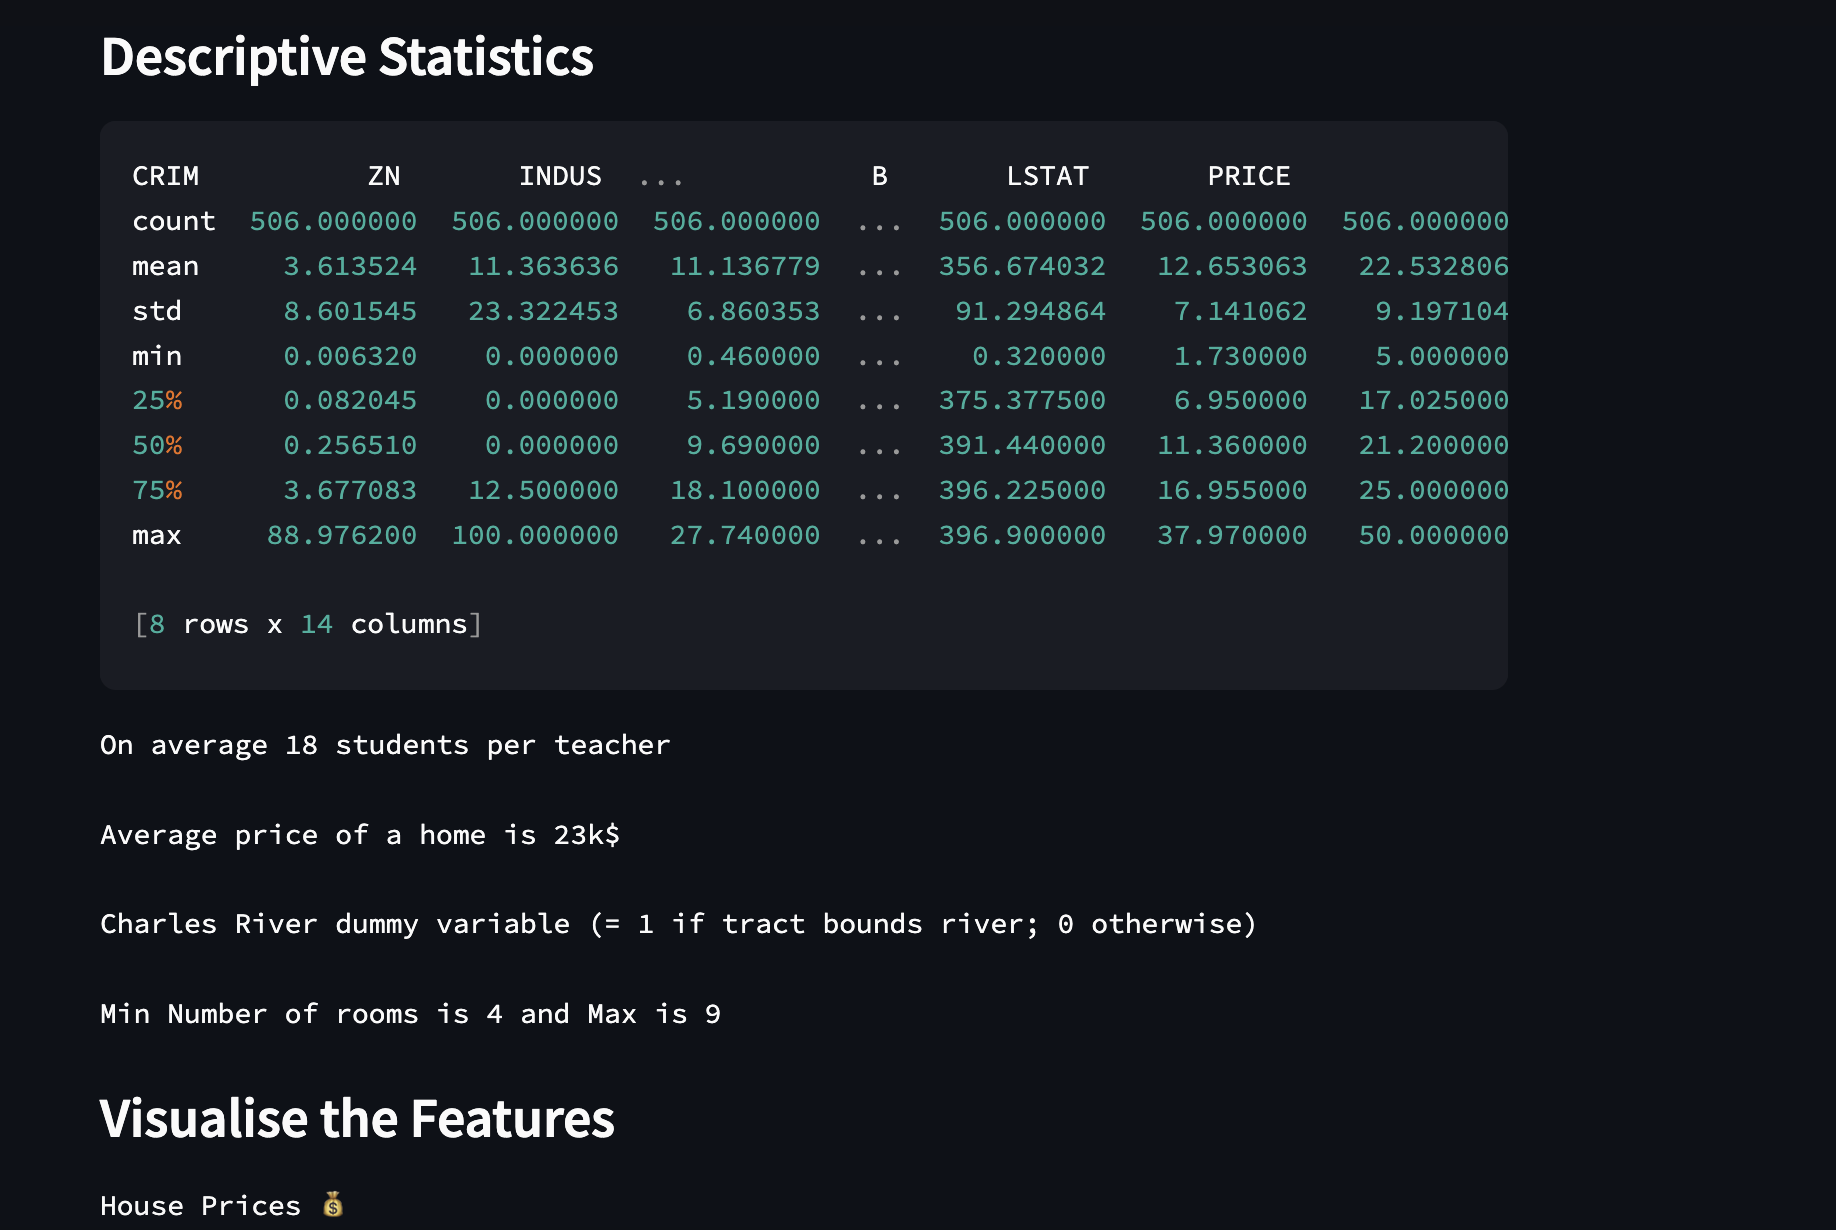 Descriptive Statistics
CRIM ZN INDUS ... B LSTAT PRICE
count 506.000000 506.000000 506.000000 ... 506.000000 506.000000 506.000000
mean 3.613524 11.363636 11.136779 ... 356.674032 12.653063 22.532806
std 8.601545 23.322453 6.860353 ... 91.294864 7.141062 9.197104
min 0.006320 0.000000 0.460000 ... 0.320000 1.730000 5.000000
25% 0.082045 0.000000 5.190000 ... 375.377500 6.950000 17.025000
50% 0.256510 0.000000 9.690000 ... 391.440000 11.360000 21.200000
75% 3.677083 12.500000 18.100000 ... 396.225000 16.955000 25.000000
max 88.976200 100.000000 27.740000 ... 396.900000 37.970000 50.000000
[8 rows x 14 columns]
On average 18 students per teacher
Average price of a home is 23k$
Charles River dummy variable (= 1 if tract bounds river; 0 otherwise)
Min Number of rooms is 4 and Max is 9
Visualise the Features
House Prices 💰